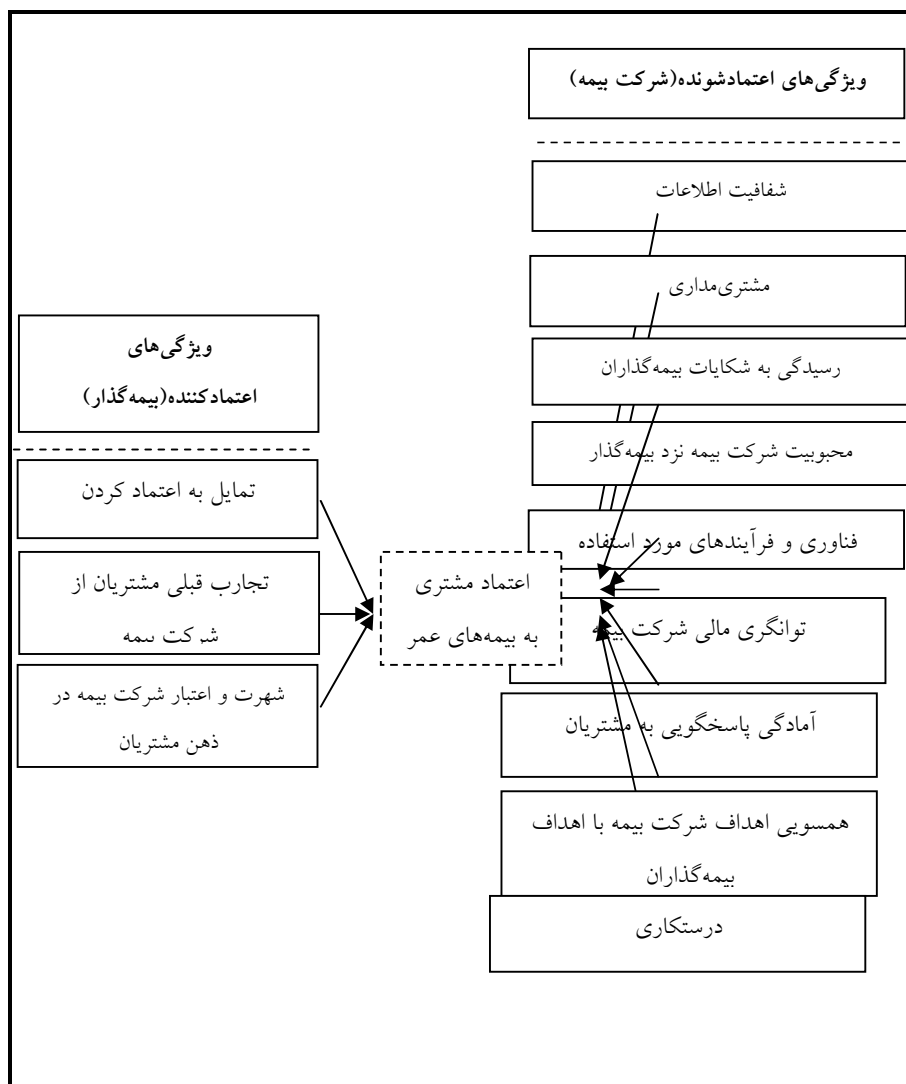 ویژگی‌های اعتمادشونده(شرکت بیمه)
شفافیت اطلاعات
مشتری‌مداری
رسیدگی به شکایات بیمه‌گذاران
محبوبیت شرکت بیمه نزد بیمه‌گذار
فناوری و فرآیندهای مورد استفاده
توانگری مالی شرکت بیمه
آمادگی پاسخگویی به مشتریان
همسویی اهداف شرکت بیمه با اهداف
بیمه‌گذاران
درستکاری
اعتماد مشتری
به بیمه‌های عمر
ویژگی‌های
اعتمادکننده(بیمه‌گذار)
تمایل به اعتماد کردن
تجارب قبلی مشتریان از
شرکت بیمه
شهرت و اعتبار شرکت بیمه در
ذهن مشتریان